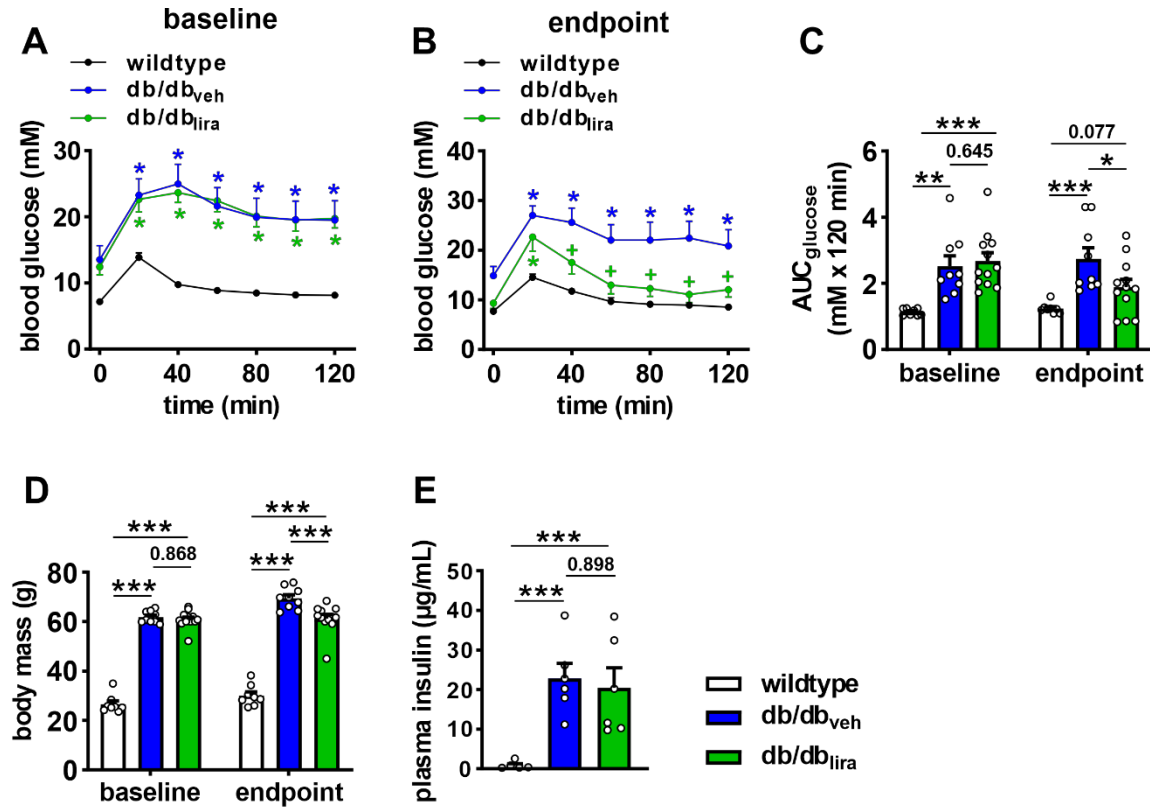 baseline
endpoint
A
wildtype
db/dbveh
db/dblira
blood glucose (mM)
30
20
10
0
* * * * * *
* * * * * *
0 40 80 120
time (min)
B
wildtype
db/dbveh
db/dblira
blood glucose (mM)
40
30
20
10
0
* * * * * *
* + + + + +
0 40 80 120
time (min)
C
AUCglucose
(mM x 120 min)
6
4
2
0
***
0.645
**
0.077
*
***
baseline endpoint
D
body mass (g)
80
60
40
20
0
***
0.868
***
***
***
***
baseline endpoint
E
plasma insulin (µg/mL)
50
40
30
20
10
0
***
0.898
***
wildtype
db/dbveh
db/dblira